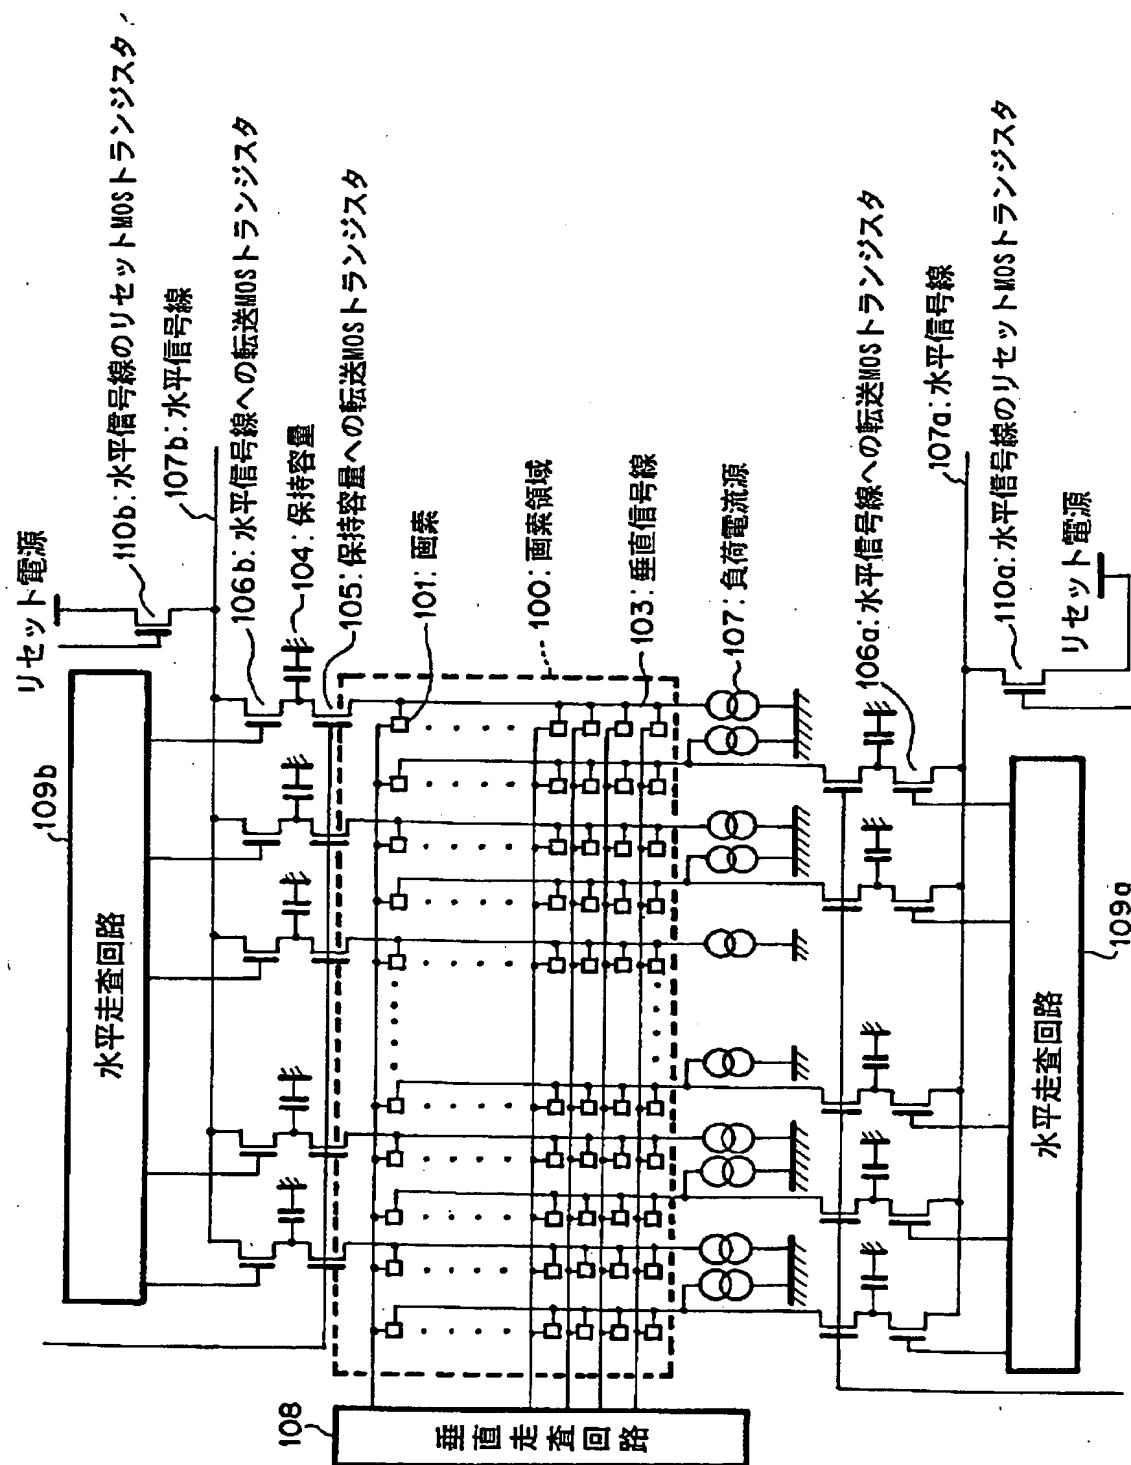 リセット電源
110b:水平信号線のリセットMOSトランジスタ
107b:水平信号線
106b:水平信号線への転送MOSトランジスタ
104:保持容量
105:保持容量への転送MOSトランジスタ
101:画素
100:画素領域
103:垂直信号線
107:負荷電流源
106a:水平信号線への転送MOSトランジスタ
107a:水平信号線
110a:水平信号線のリセットMOSトランジスタ
リセット電源
109b
水平走査回路
108
垂直走査回路
水平走査回路
109a